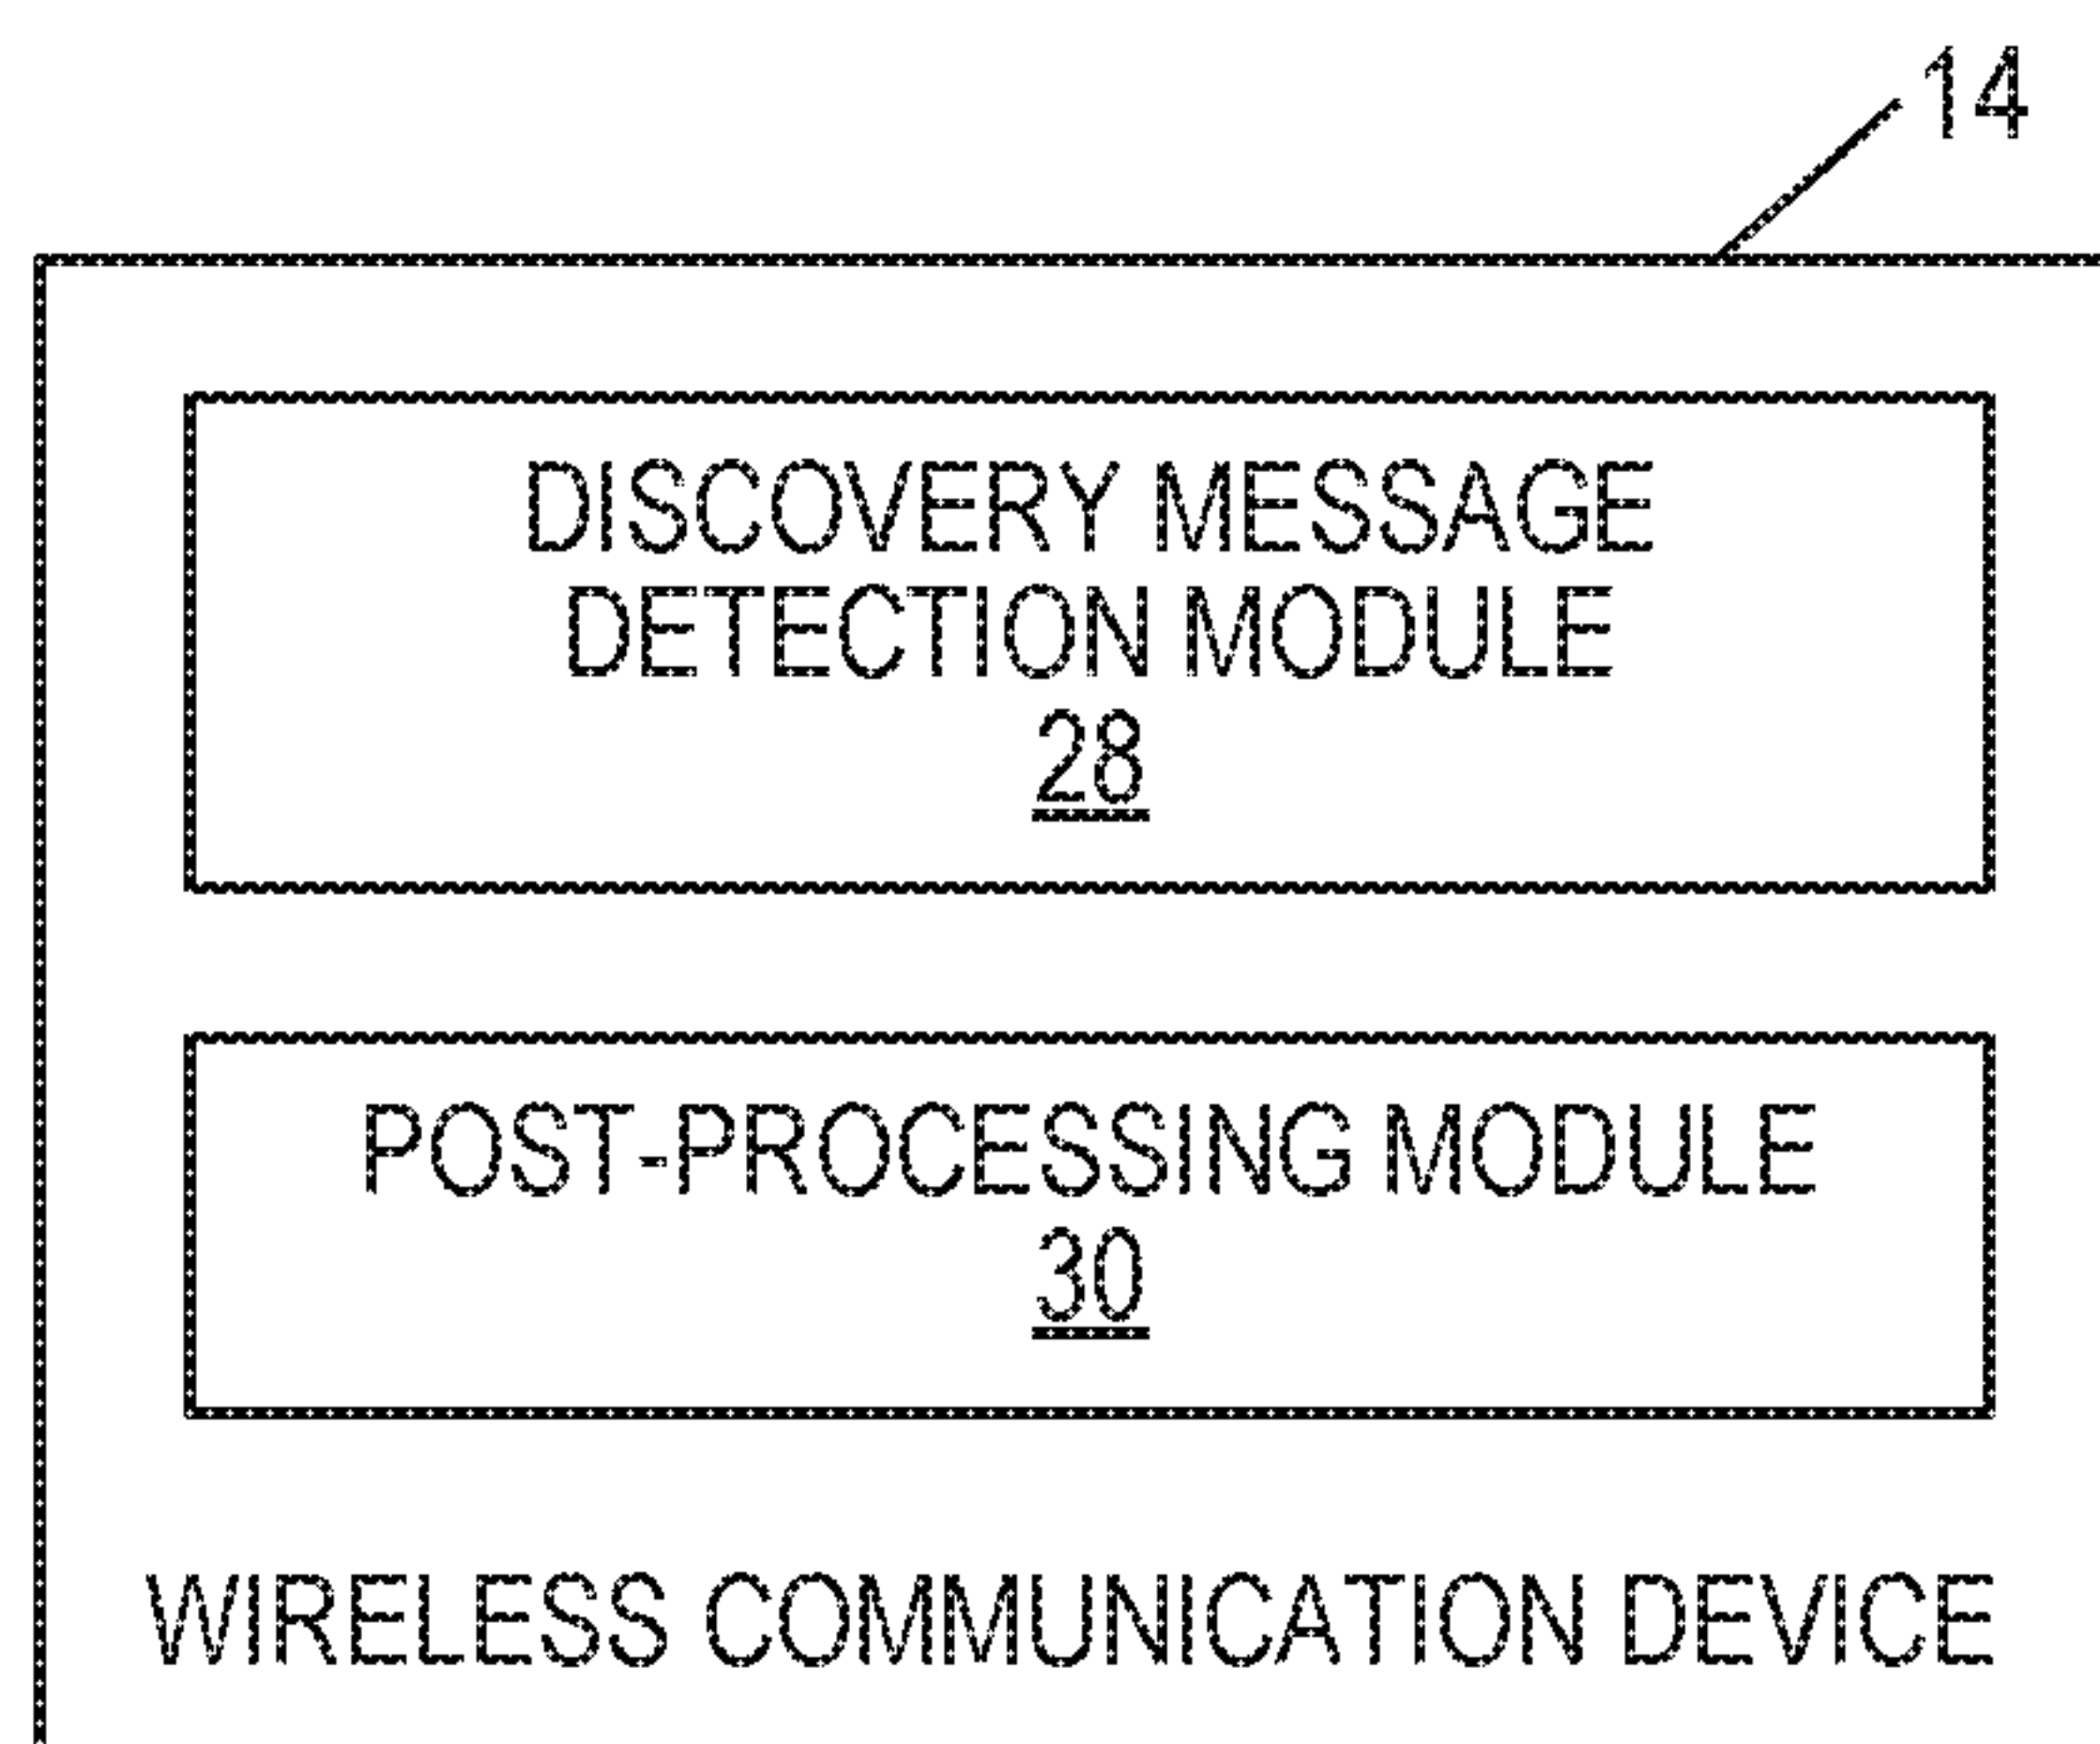 14
DISCOVERY MESSAGE
DETECTION MODULE
28
POST-PROCESSING MODULE
30
WIRELESS COMMUNICATION DEVICE